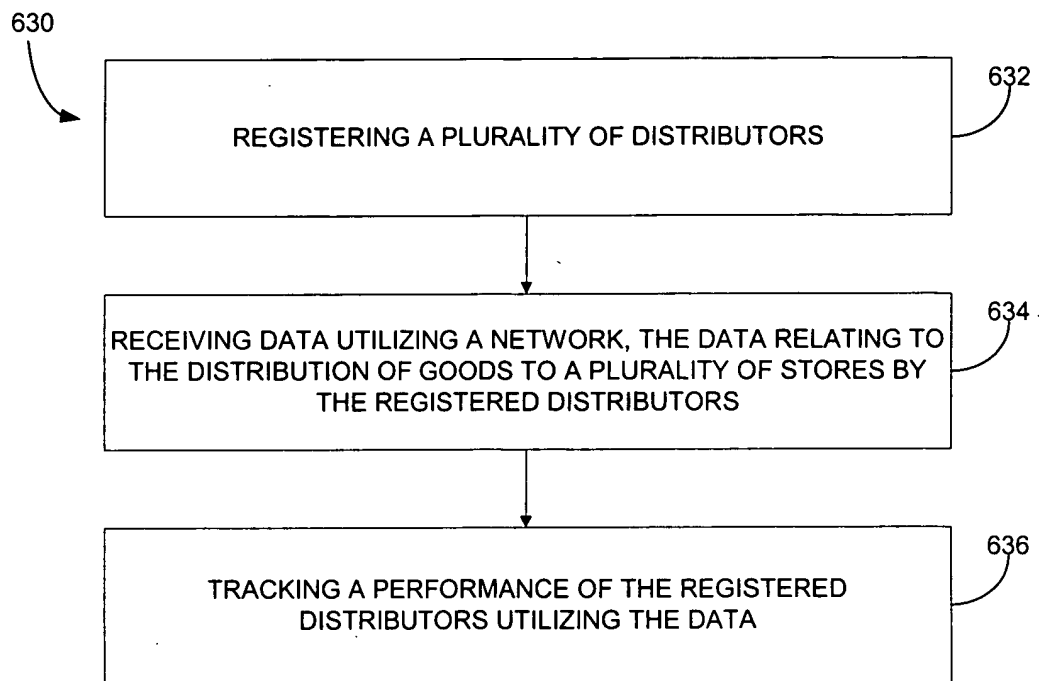 630
632
REGISTERING A PLURALITY OF DISTRIBUTORS
634
RECEIVING DATA UTILIZING A NETWORK, THE DATA RELATING TO
THE DISTRIBUTION OF GOODS TO A PLURALITY OF STORES BY
THE REGISTERED DISTRIBUTORS
636
TRACKING A PERFORMANCE OF THE REGISTERED
DISTRIBUTORS UTILIZING THE DATA